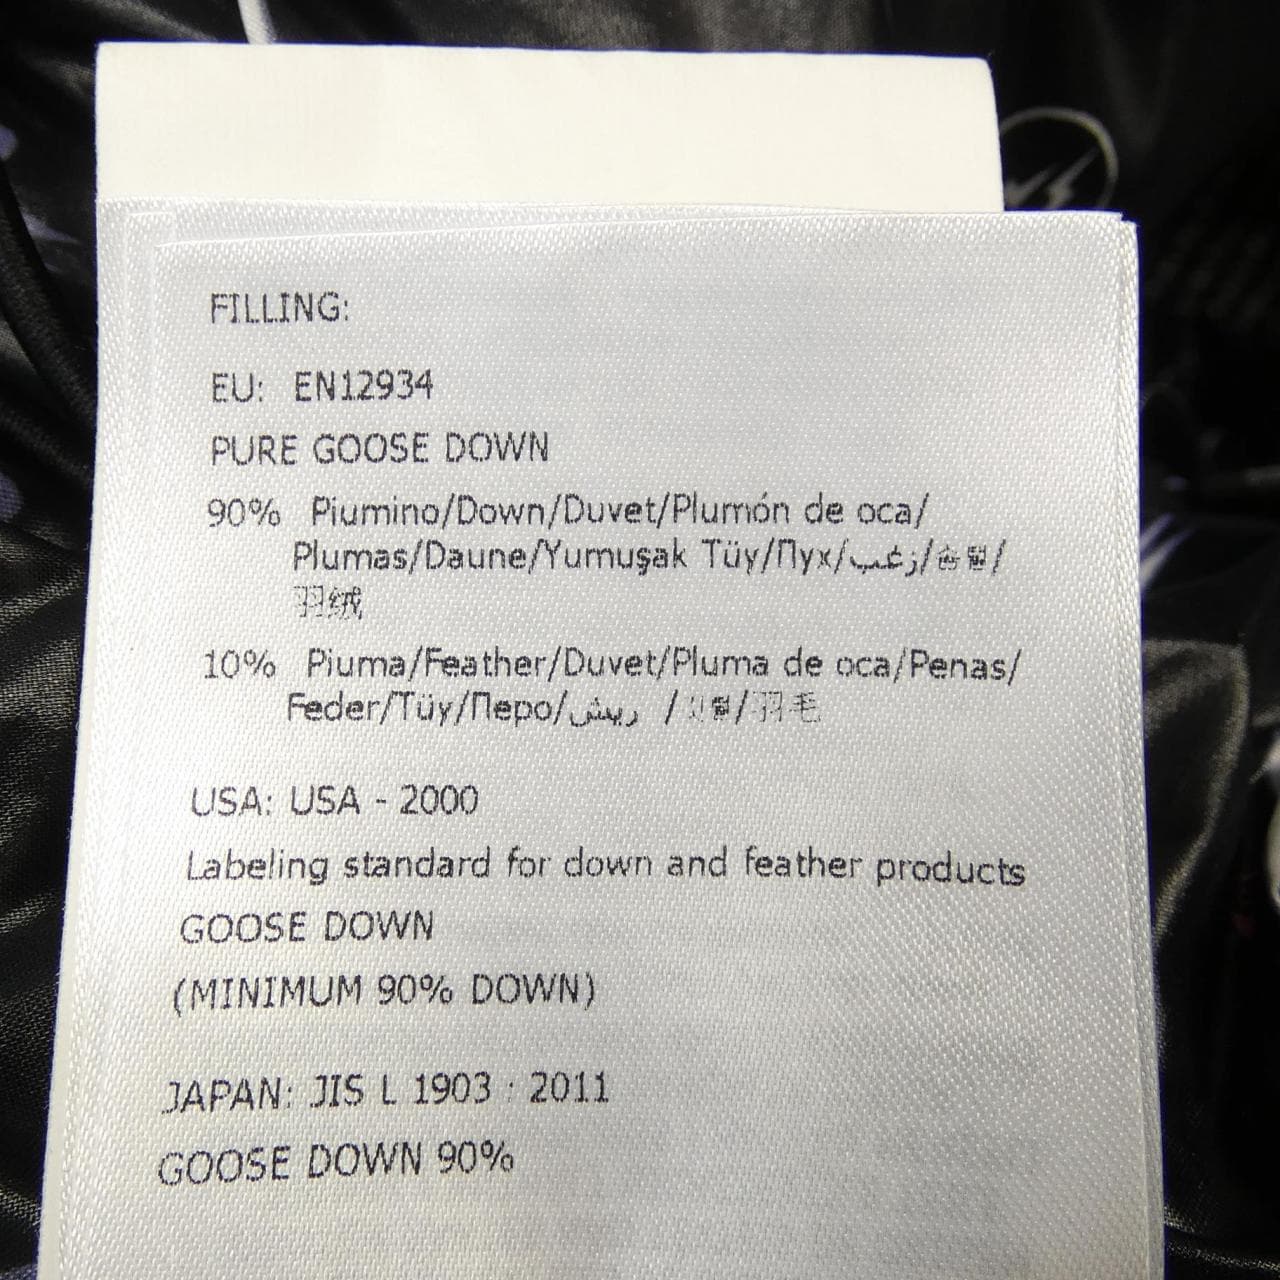 FILLING:
EU: EN12934
PURE GOOSE DOWN
90% Piumino/Down/Duvet/Plumón de oca/
Plumas/Daune/Yumuşak Tüy/Пух/زغب/솜털/
羽绒
10% Piuma/Feather/Duvet/Pluma de oca/Penas/
Feder/Tüy/Перо/ريش /깃털/羽毛
USA: USA - 2000
Labeling standard for down and feather products
GOOSE DOWN
(MINIMUM 90% DOWN)
JAPAN: JIS L 1903 : 2011
GOOSE DOWN 90%